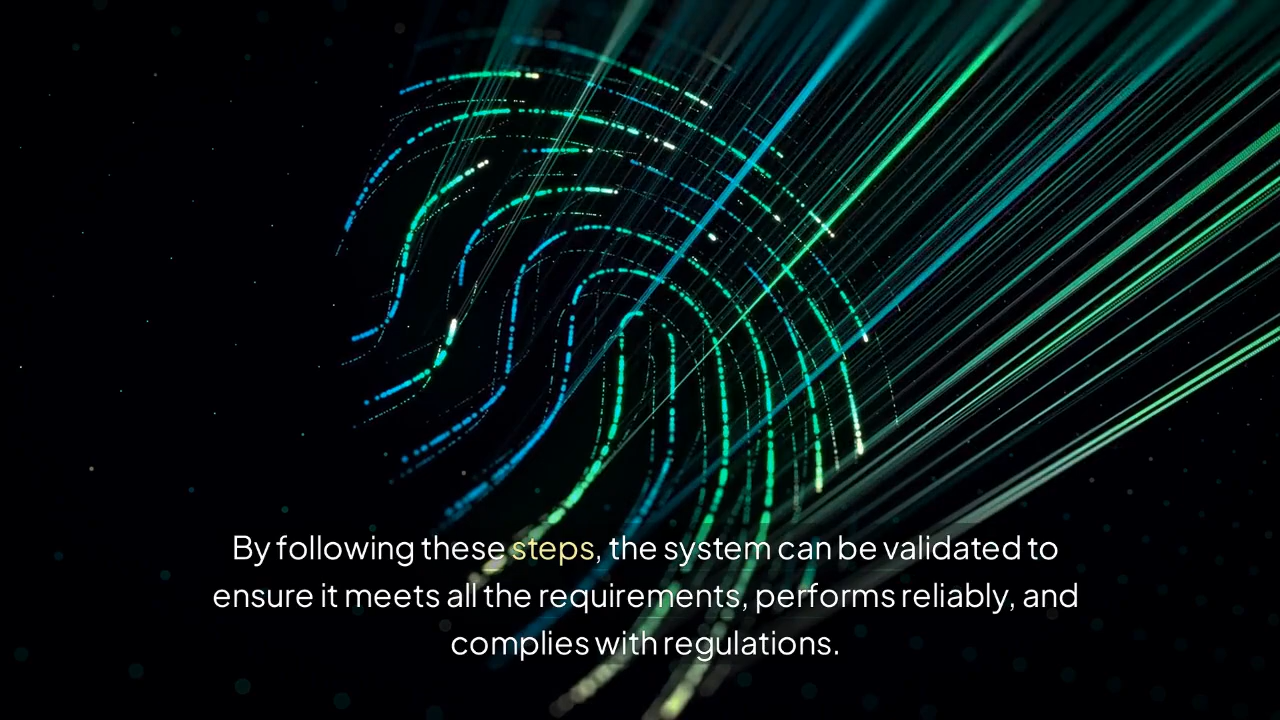 By following these steps, the system can be validated to
ensure it meets all the requirements, performs reliably, and
complies with regulations.